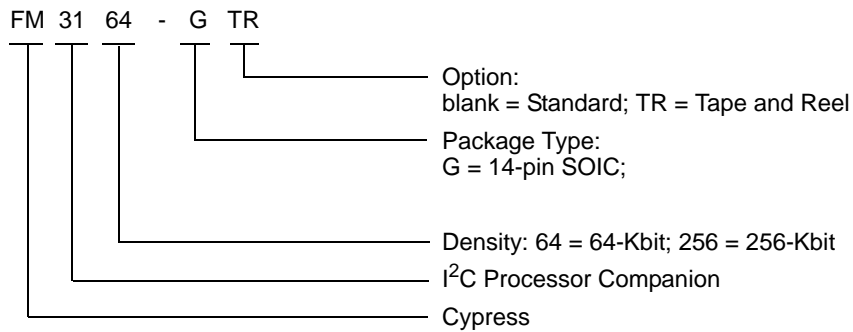 FM 31 64 - G TR
Option:
blank = Standard; TR = Tape and Reel
Package Type:
G = 14-pin SOIC;
Density: 64 = 64-Kbit; 256 = 256-Kbit
I²C Processor Companion
Cypress